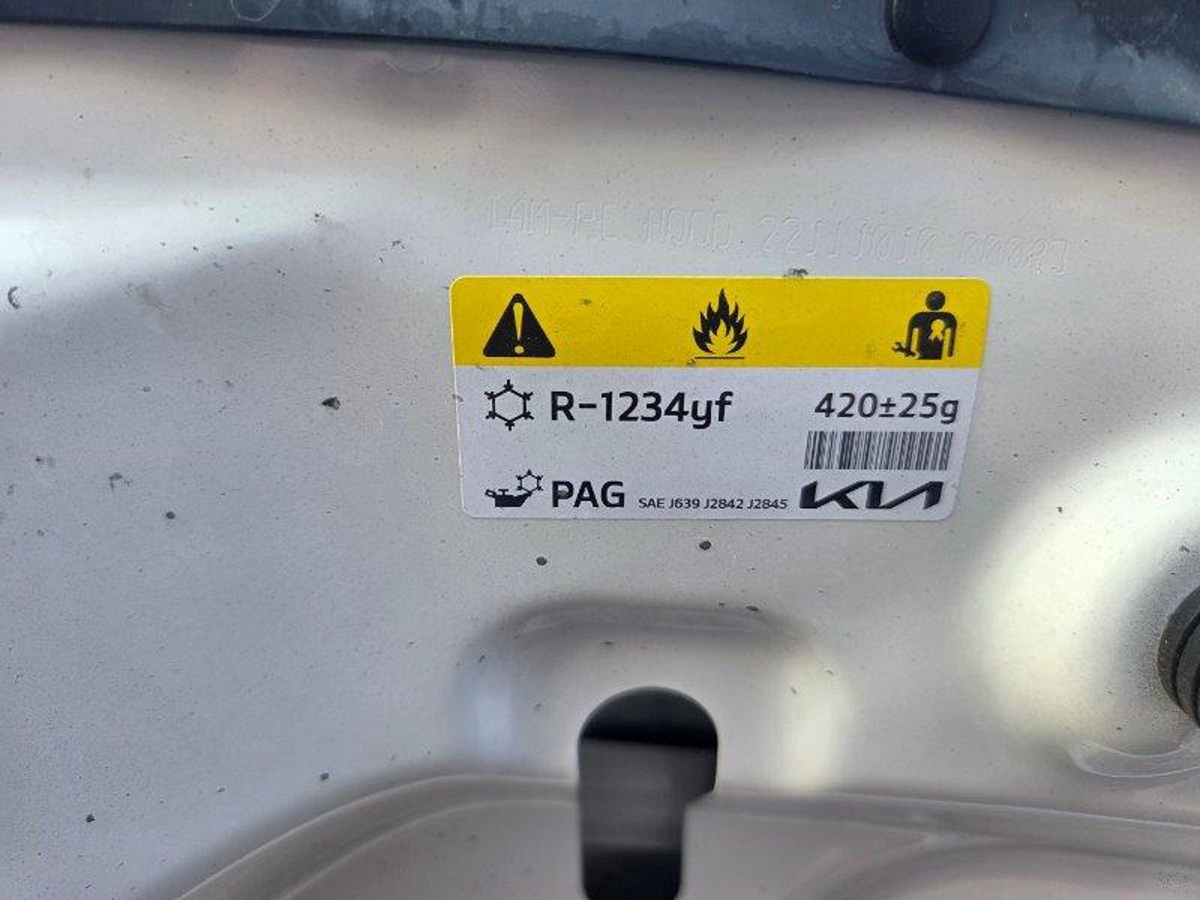 R-1234yf
420±25g
PAG
SAE J639 J2842 J2845
KIA